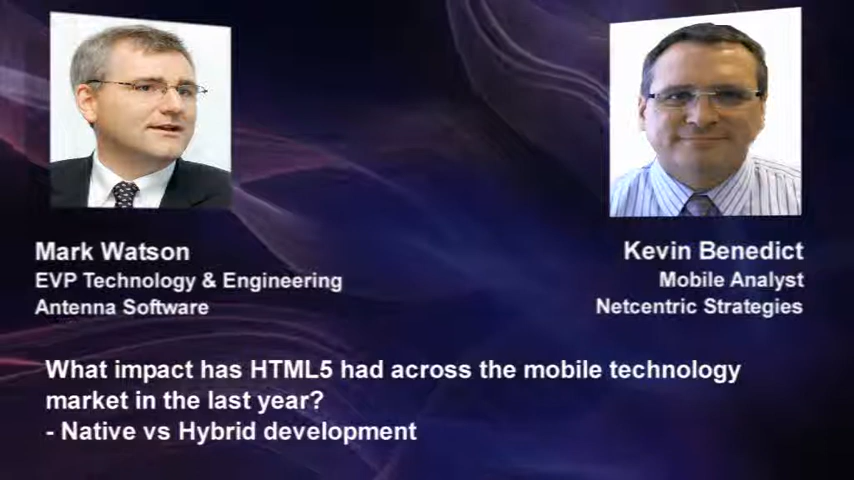 Mark Watson
EVP Technology & Engineering
Antenna Software
Kevin Benedict
Mobile Analyst
Netcentric Strategies
What impact has HTML5 had across the mobile technology
market in the last year?
- Native vs Hybrid development